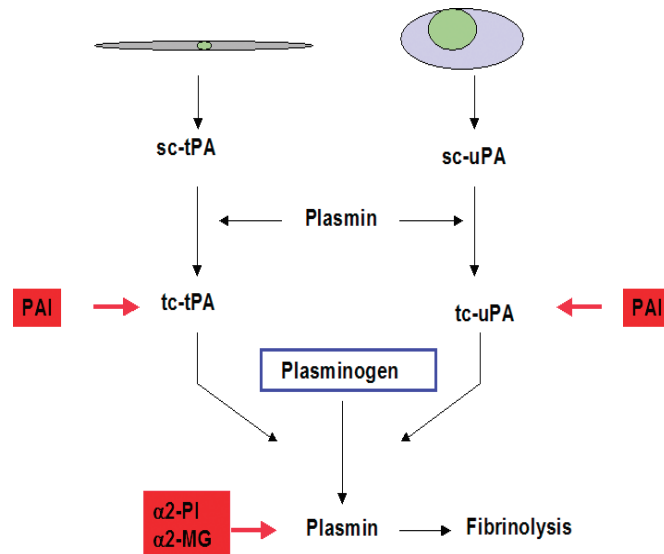 sc-tPA
sc-uPA
Plasmin
PAI
tc-tPA
tc-uPA
PAI
Plasminogen
α2-PI
α2-MG
Plasmin
Fibrinolysis